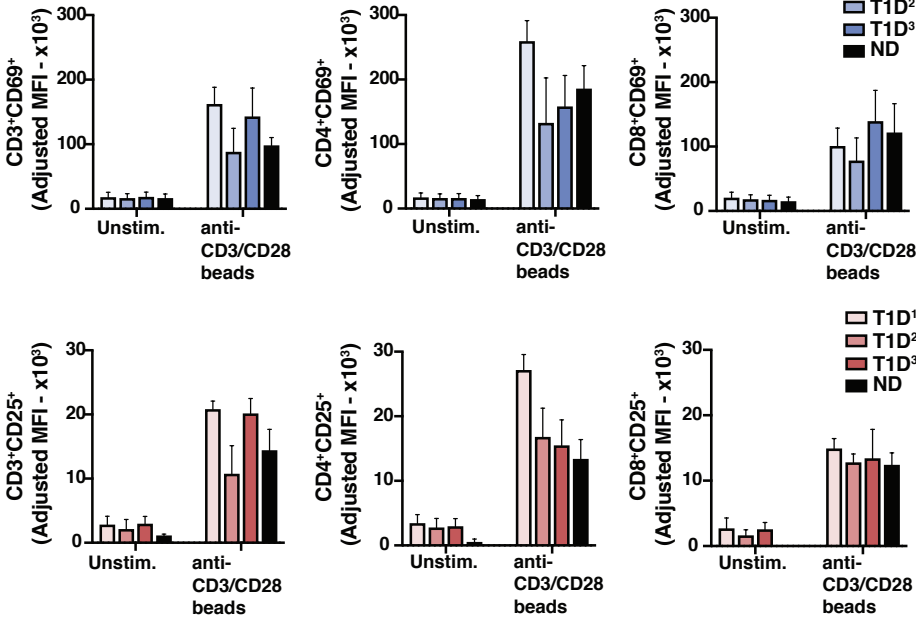 CD3⁺CD69⁺
(Adjusted MFI - x10³)
300
200
100
0
Unstim.
anti-
CD3/CD28
beads
CD4⁺CD69⁺
(Adjusted MFI - x10³)
300
200
100
0
Unstim.
anti-
CD3/CD28
beads
CD8⁺CD69⁺
(Adjusted MFI - x10³)
300
200
100
0
Unstim.
anti-
CD3/CD28
beads
T1D²
T1D³
ND
CD3⁺CD25⁺
(Adjusted MFI - x10³)
30
20
10
0
Unstim.
anti-
CD3/CD28
beads
CD4⁺CD25⁺
(Adjusted MFI - x10³)
30
20
10
0
Unstim.
anti-
CD3/CD28
beads
CD8⁺CD25⁺
(Adjusted MFI - x10³)
30
20
10
0
Unstim.
anti-
CD3/CD28
beads
T1D¹
T1D²
T1D³
ND